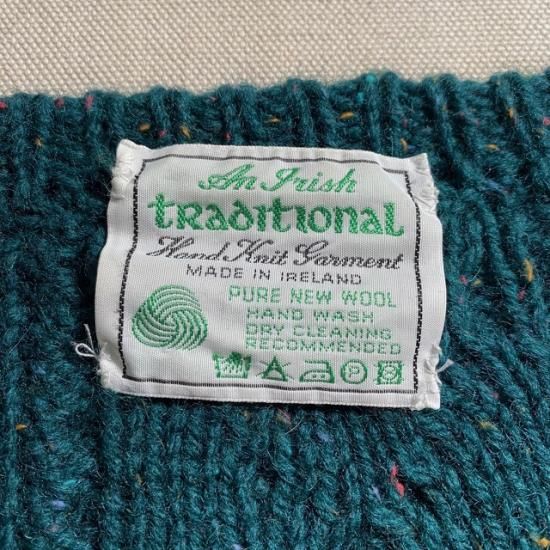 An Irish
traditional
Hand Knit Garment
MADE IN IRELAND
PURE NEW WOOL
HAND WASH
DRY CLEANING
RECOMMENDED
P